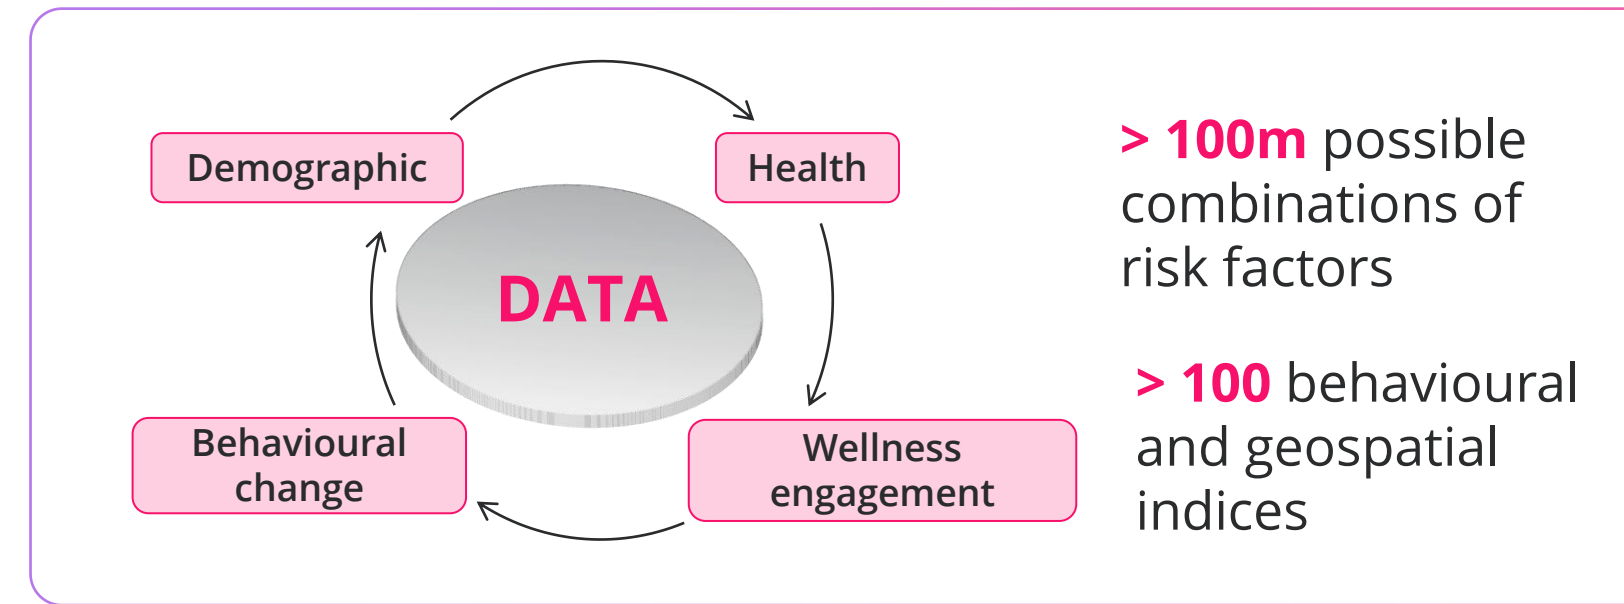 Demographic
Health
DATA
Behavioural
change
Wellness
engagement
> 100m possible
combinations of
risk factors
> 100 behavioural
and geospatial
indices